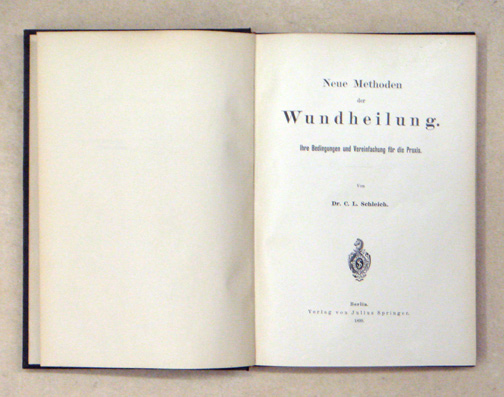 Neue Methoden
der
Wundheilung.
Ihre Bedingungen und Vereinfachung für die Praxis.
Von
Dr. C. L. Schleich.
Berlin.
Verlag von Julius Springer.